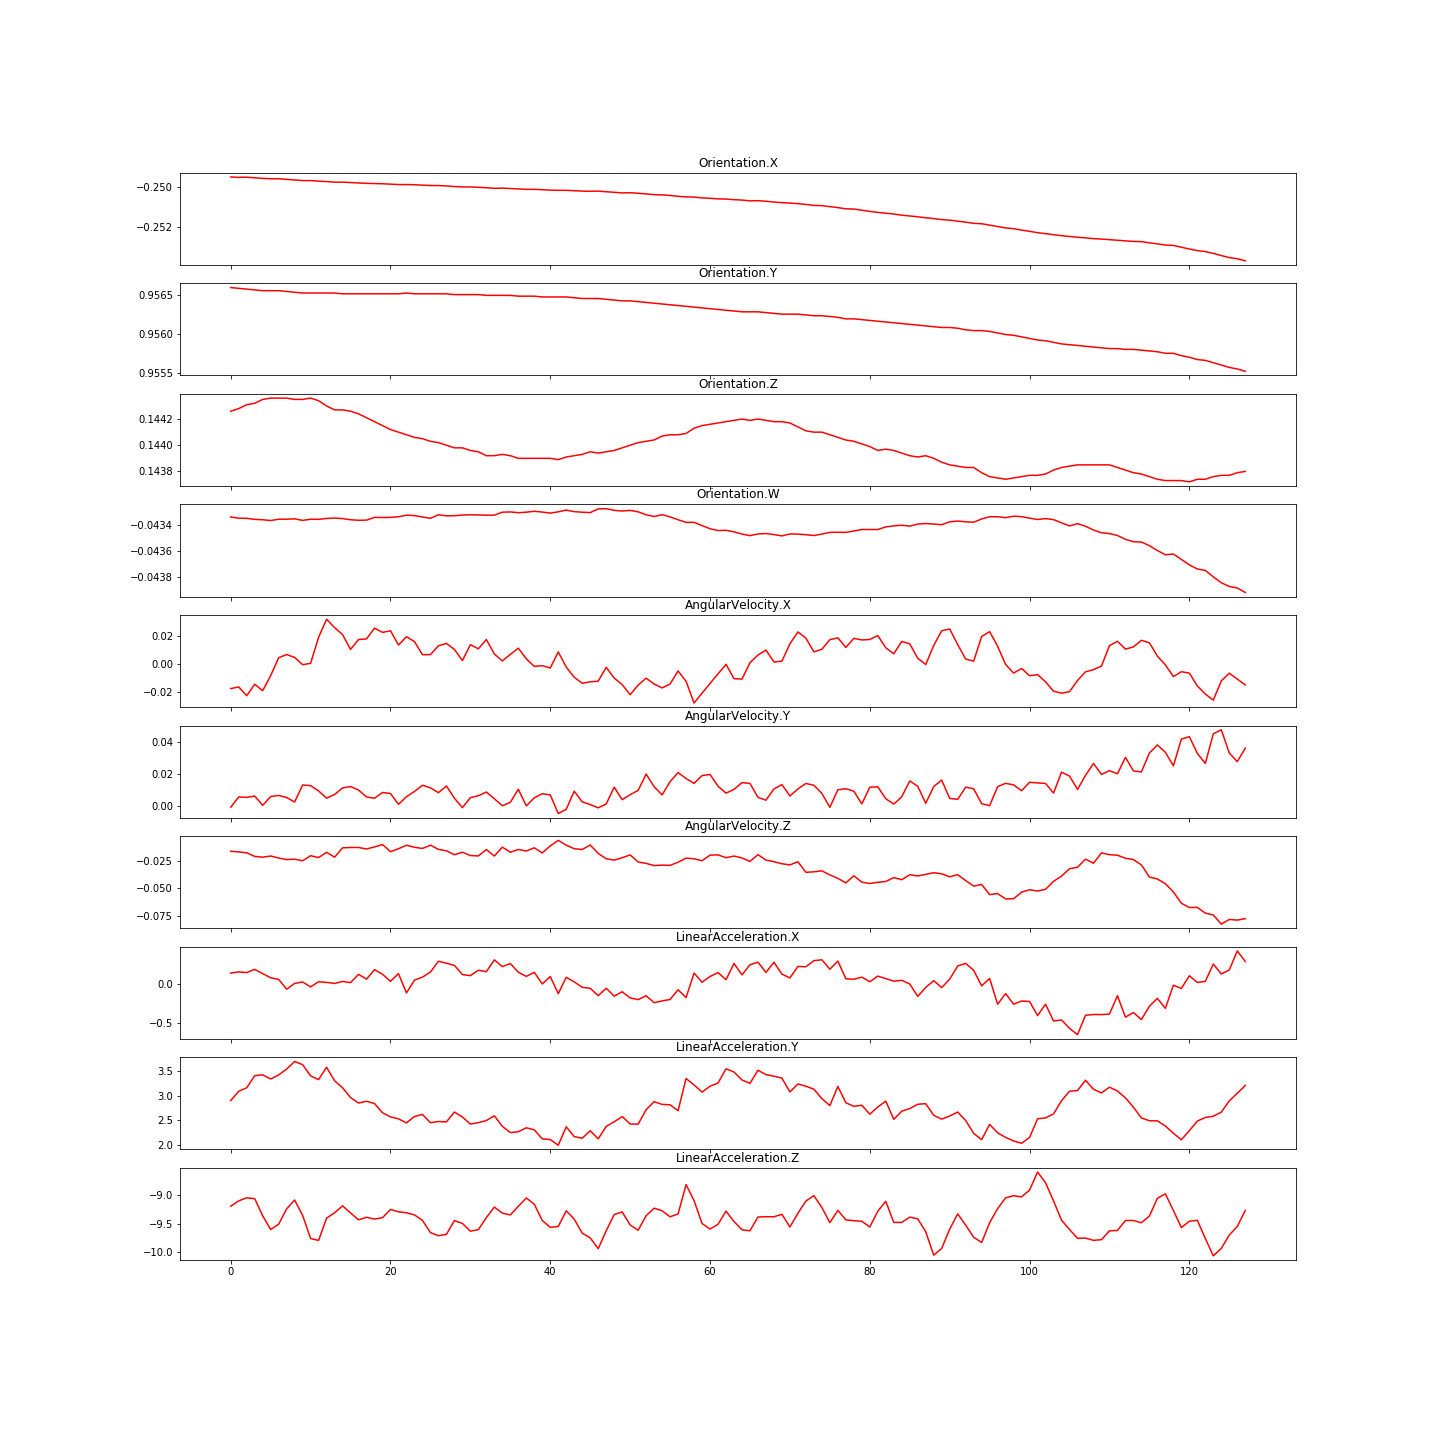 Orientation.X
−0.250
−0.252
Orientation.Y
0.9565
0.9560
0.9555
Orientation.Z
0.1442
0.1440
0.1438
Orientation.W
−0.0434
−0.0436
−0.0438
AngularVelocity.X
0.02
0.00
−0.02
AngularVelocity.Y
0.04
0.02
0.00
AngularVelocity.Z
−0.025
−0.050
−0.075
LinearAcceleration.X
0.0
−0.5
LinearAcceleration.Y
3.5
3.0
2.5
2.0
LinearAcceleration.Z
−9.0
−9.5
−10.0
0 20 40 60 80 100 120